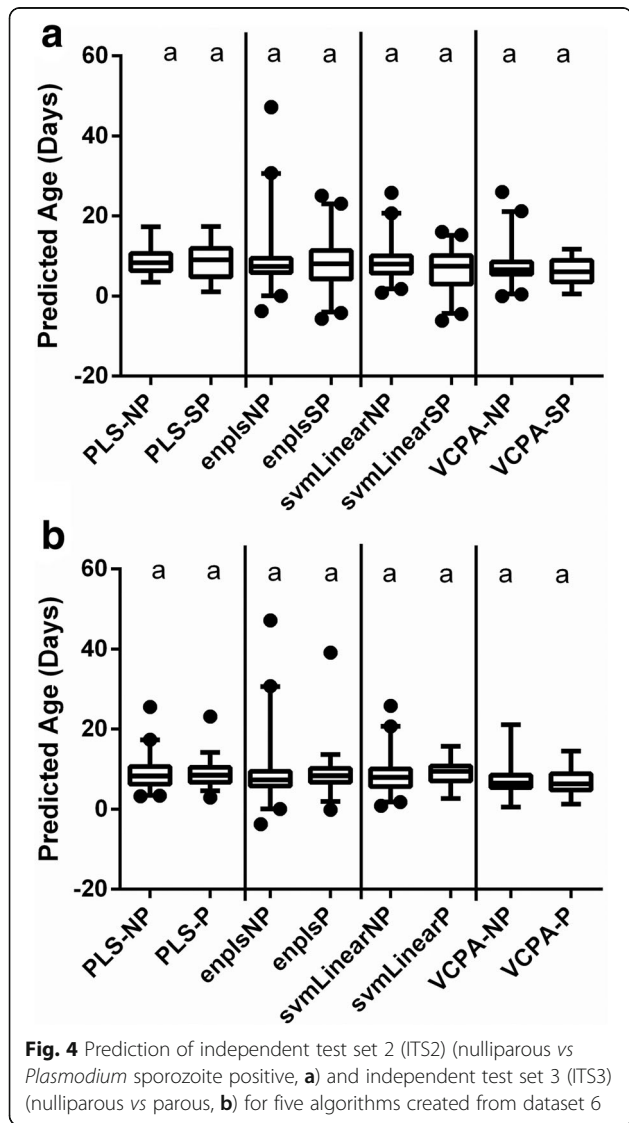 a
60
40
20
0
-20
Predicted Age (Days)
a a a a a a a a
PLS-NP
PLS-SP
enplsNP
enplsSP
svmLinearNP
svmLinearSP
VCPA-NP
VCPA-SP
b
60
40
20
0
-20
Predicted Age (Days)
a a a a a a a a
PLS-NP
PLS-P
enplsNP
enplsP
svmLinearNP
svmLinearP
VCPA-NP
VCPA-P
Fig. 4 Prediction of independent test set 2 (ITS2) (nulliparous vs
Plasmodium sporozoite positive, a) and independent test set 3 (ITS3)
(nulliparous vs parous, b) for five algorithms created from dataset 6